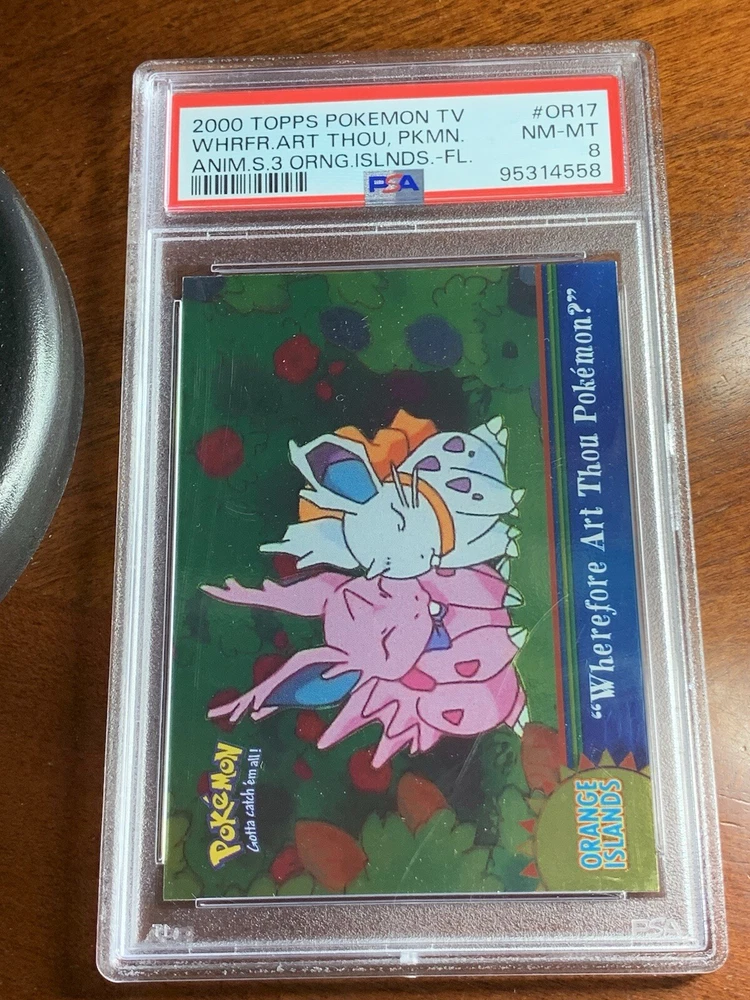 2000 TOPPS POKEMON TV
WHRFR.ART THOU, PKMN.
ANIM.S.3 ORNG.ISLNDS.-FL.
#OR17
NM-MT
8
95314558
PSA
POKéMON
Gotta catch 'em all!
"Wherefore Art Thou Pokémon?"
ORANGE
ISLANDS
PSA